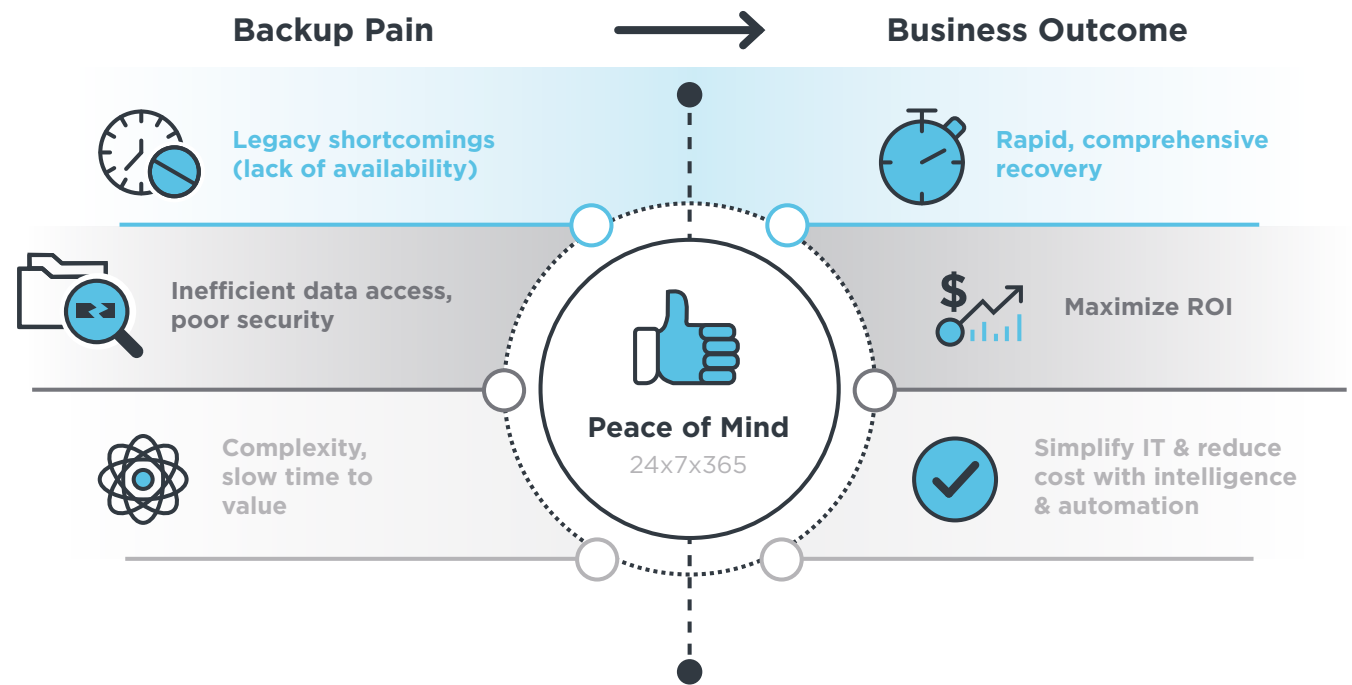 Backup Pain
Business Outcome
Legacy shortcomings
(lack of availability)
Rapid, comprehensive
recovery
Inefficient data access,
poor security
$
Maximize ROI
Peace of Mind
24x7x365
Complexity,
slow time to
value
Simplify IT & reduce
cost with intelligence
& automation